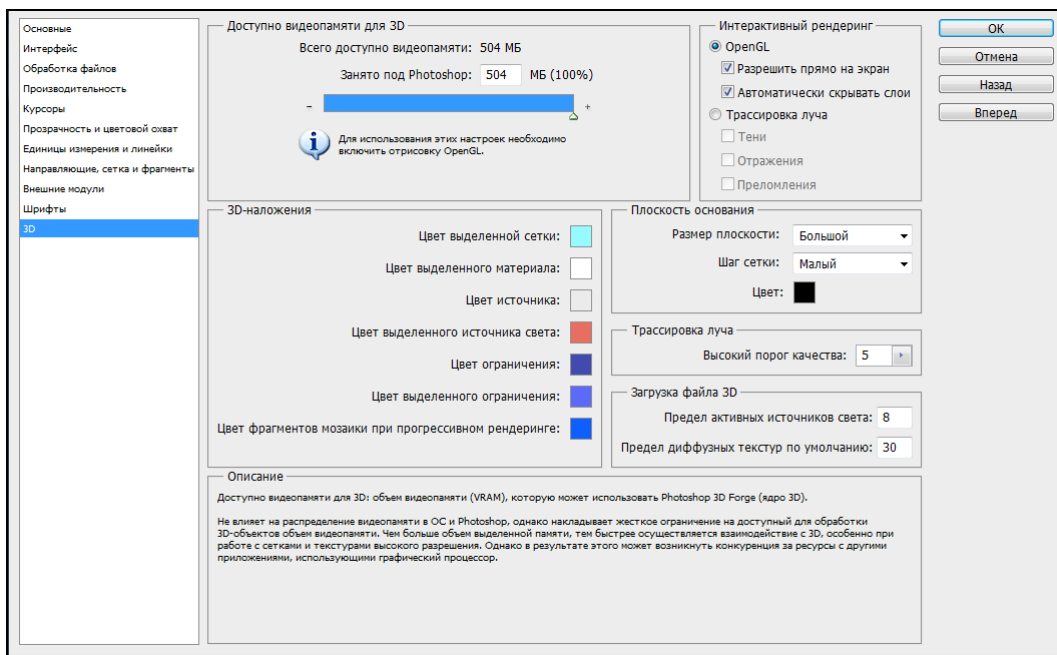 Основные
Интерфейс
Обработка файлов
Производительность
Курсоры
Прозрачность и цветовой охват
Единицы измерения и линейки
Направляющие, сетка и фрагменты
Внешние модули
Шрифты
3D
Доступно видеопамяти для 3D
Всего доступно видеопамяти: 504 МБ
Занято под Photoshop: 504 МБ (100%)
- +
Для использования этих настроек необходимо
включить отрисовку OpenGL.
Интерактивный рендеринг
OpenGL
Разрешить прямо на экран
Автоматически скрывать слои
Трассировка луча
Тени
Отражения
Преломления
OK
Отмена
Назад
Вперед
3D-наложения
Цвет выделенной сетки:
Цвет выделенного материала:
Цвет источника:
Цвет выделенного источника света:
Цвет ограничения:
Цвет выделенного ограничения:
Цвет фрагментов мозаики при прогрессивном рендеринге:
Плоскость основания
Размер плоскости: Большой
Шаг сетки: Малый
Цвет:
Трассировка луча
Высокий порог качества: 5
Загрузка файла 3D
Предел активных источников света: 8
Предел диффузных текстур по умолчанию: 30
Описание
Доступно видеопамяти для 3D: объем видеопамяти (VRAM), которую может использовать Photoshop 3D Forge (ядро 3D).
Не влияет на распределение видеопамяти в ОС и Photoshop, однако накладывает жесткое ограничение на доступный для обработки
3D-объектов объем видеопамяти. Чем больше объем выделенной памяти, тем быстрее осуществляется взаимодействие с 3D, особенно при
работе с сетками и текстурами высокого разрешения. Однако в результате этого может возникнуть конкуренция за ресурсы с другими
приложениями, использующими графический процессор.